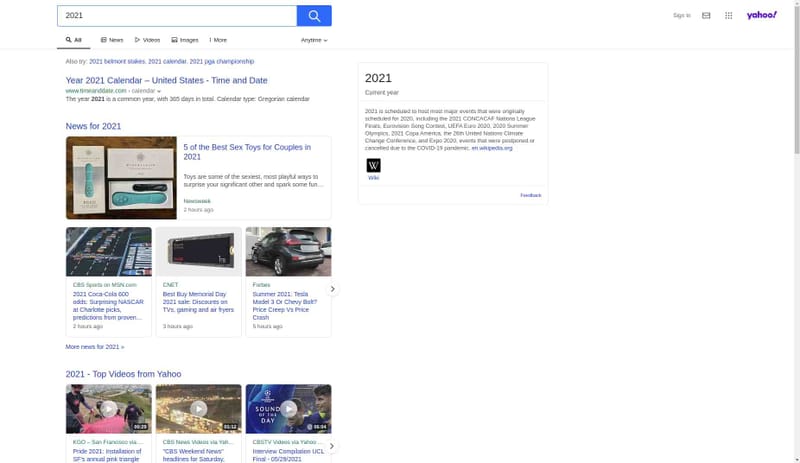 2021
Sign In
yahoo!
All
News
Videos
Images
More
Anytime
Also try: 2021 belmont stakes, 2021 calendar, 2021 pga championship
Year 2021 Calendar – United States - Time and Date
www.timeanddate.com › calendar
The year 2021 is a common year, with 365 days in total. Calendar type: Gregorian calendar
News for 2021
5 of the Best Sex Toys for Couples in
2021
Toys are some of the sexiest, most playful ways to
surprise your significant other and spark some fun…
Newsweek
2 hours ago
CBS Sports on MSN.com
2021 Coca-Cola 600
odds: Surprising NASCAR
at Charlotte picks,
predictions from proven…
2 hours ago
1TB
CNET
Best Buy Memorial Day
2021 sale: Discounts on
TVs, gaming and air fryers
3 hours ago
Forbes
Summer 2021: Tesla
Model 3 Or Chevy Bolt?
Price Creep Vs Price
Crash
5 hours ago
More news for 2021 »
2021 - Top Videos from Yahoo
00:29
KGO – San Francisco via…
Pride 2021: Installation of
SF's annual pink triangle
01:12
CBS News Videos via Yah…
"CBS Weekend News"
headlines for Saturday,
SOUND
OF THE
DAY
CBSTV Videos via Yahoo…
Interview Compilation UCL
Final - 05/29/2021
2021
Current year
2021 is scheduled to host most major events that were originally
scheduled for 2020, including the 2021 CONCACAF Nations League
Finals, Eurovision Song Contest, UEFA Euro 2020, 2020 Summer
Olympics, 2021 Copa America, the 26th United Nations Climate
Change Conference, and Expo 2020, events that were postponed or
cancelled due to the COVID-19 pandemic. en.wikipedia.org
W
Wiki
Feedback